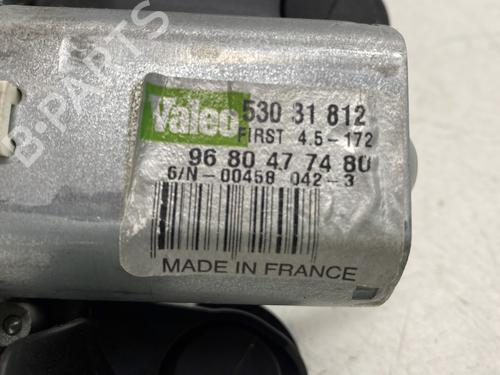 B-PARTS
Valeo 530 31 812
FIRST 4.5-172
96 80 47 74 80
6/N-00458 042-3
MADE IN FRANCE